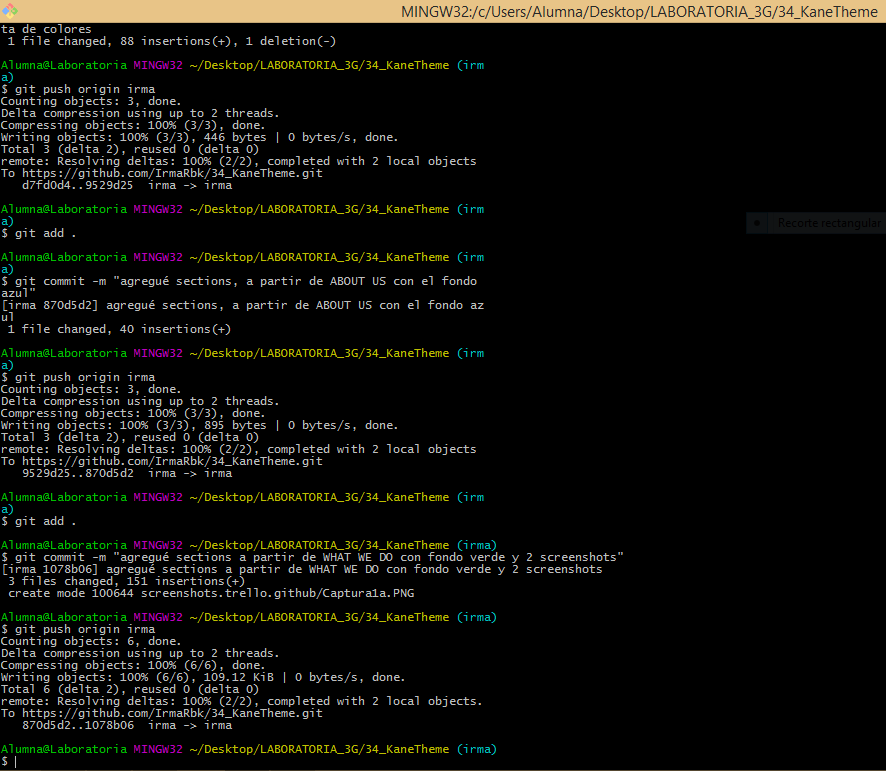 MINGW32:/c/Users/Alumna/Desktop/LABORATORIA_3G/34_KaneTheme
ta de colores
 1 file changed, 88 insertions(+), 1 deletion(-)
Alumna@Laboratoria MINGW32 ~/Desktop/LABORATORIA_3G/34_KaneTheme (irm
a)
$ git push origin irma
Counting objects: 3, done.
Delta compression using up to 2 threads.
Compressing objects: 100% (3/3), done.
Writing objects: 100% (3/3), 446 bytes | 0 bytes/s, done.
Total 3 (delta 2), reused 0 (delta 0)
remote: Resolving deltas: 100% (2/2), completed with 2 local objects
To https://github.com/IrmaRbk/34_KaneTheme.git
   d7fd0d4..9529d25  irma -> irma
Alumna@Laboratoria MINGW32 ~/Desktop/LABORATORIA_3G/34_KaneTheme (irm
a)
$ git add .
Recorte rectangular
Alumna@Laboratoria MINGW32 ~/Desktop/LABORATORIA_3G/34_KaneTheme (irm
a)
$ git commit -m "agregué sections, a partir de ABOUT US con el fondo
azul"
[irma 870d5d2] agregué sections, a partir de ABOUT US con el fondo az
ul
 1 file changed, 40 insertions(+)
Alumna@Laboratoria MINGW32 ~/Desktop/LABORATORIA_3G/34_KaneTheme (irm
a)
$ git push origin irma
Counting objects: 3, done.
Delta compression using up to 2 threads.
Compressing objects: 100% (3/3), done.
Writing objects: 100% (3/3), 895 bytes | 0 bytes/s, done.
Total 3 (delta 2), reused 0 (delta 0)
remote: Resolving deltas: 100% (2/2), completed with 2 local objects
To https://github.com/IrmaRbk/34_KaneTheme.git
   9529d25..870d5d2  irma -> irma
Alumna@Laboratoria MINGW32 ~/Desktop/LABORATORIA_3G/34_KaneTheme (irm
a)
$ git add .
Alumna@Laboratoria MINGW32 ~/Desktop/LABORATORIA_3G/34_KaneTheme (irma)
$ git commit -m "agregué sections a partir de WHAT WE DO con fondo verde y 2 screenshots"
[irma 1078b06] agregué sections a partir de WHAT WE DO con fondo verde y 2 screenshots
 3 files changed, 151 insertions(+)
 create mode 100644 screenshots.trello.github/Captura1a.PNG
Alumna@Laboratoria MINGW32 ~/Desktop/LABORATORIA_3G/34_KaneTheme (irma)
$ git push origin irma
Counting objects: 6, done.
Delta compression using up to 2 threads.
Compressing objects: 100% (6/6), done.
Writing objects: 100% (6/6), 109.12 KiB | 0 bytes/s, done.
Total 6 (delta 2), reused 0 (delta 0)
remote: Resolving deltas: 100% (2/2), completed with 2 local objects.
To https://github.com/IrmaRbk/34_KaneTheme.git
   870d5d2..1078b06  irma -> irma
Alumna@Laboratoria MINGW32 ~/Desktop/LABORATORIA_3G/34_KaneTheme (irma)
$